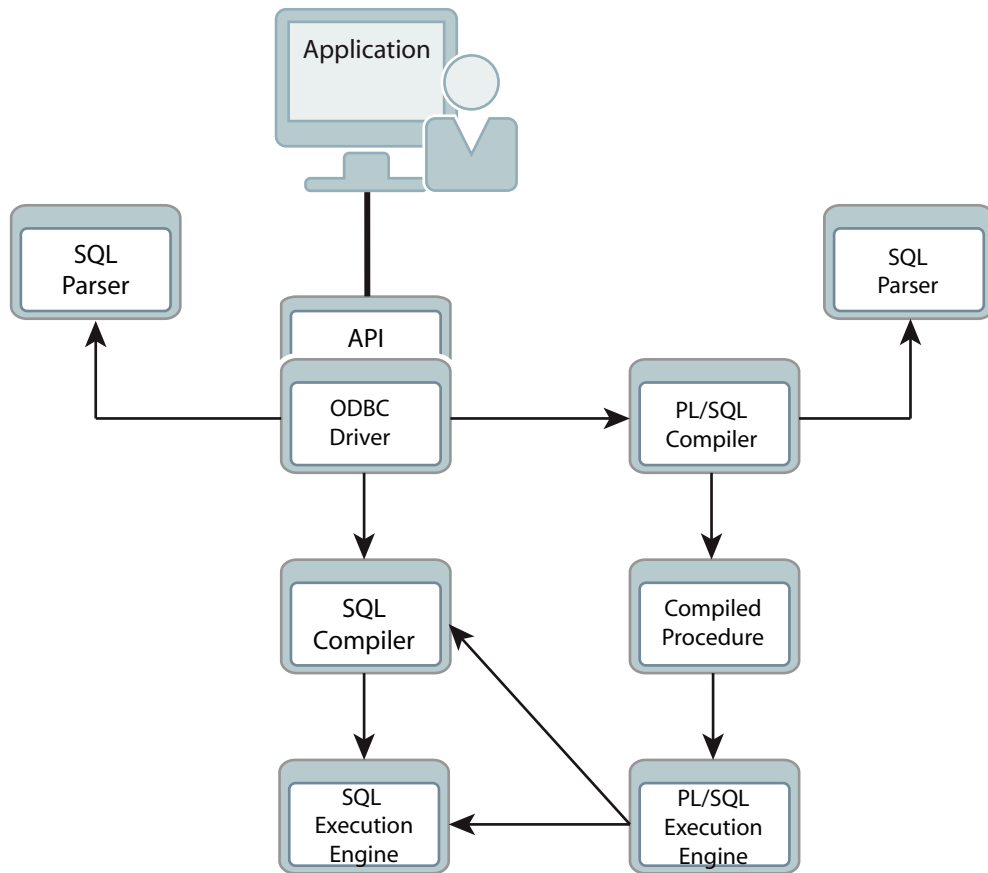 Application
SQL
Parser
SQL
Parser
API
ODBC
Driver
PL/SQL
Compiler
SQL
Compiler
Compiled
Procedure
SQL
Execution
Engine
PL/SQL
Execution
Engine